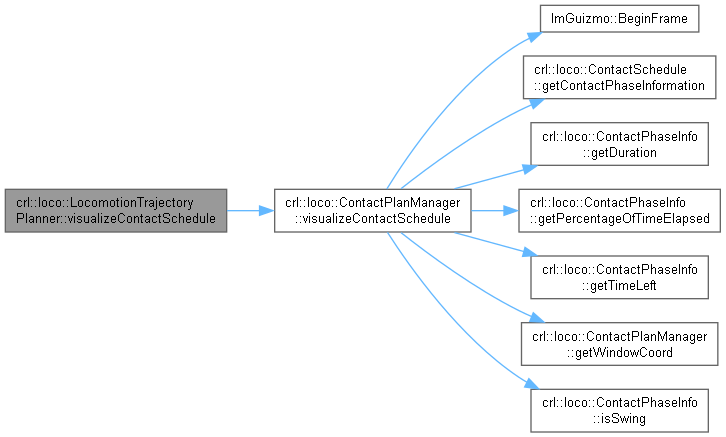 crl::loco::LocomotionTrajectory
Planner::visualizeContactSchedule
crl::loco::ContactPlanManager
::visualizeContactSchedule
ImGuizmo::BeginFrame
crl::loco::ContactSchedule
::getContactPhaseInformation
crl::loco::ContactPhaseInfo
::getDuration
crl::loco::ContactPhaseInfo
::getPercentageOfTimeElapsed
crl::loco::ContactPhaseInfo
::getTimeLeft
crl::loco::ContactPlanManager
::getWindowCoord
crl::loco::ContactPhaseInfo
::isSwing